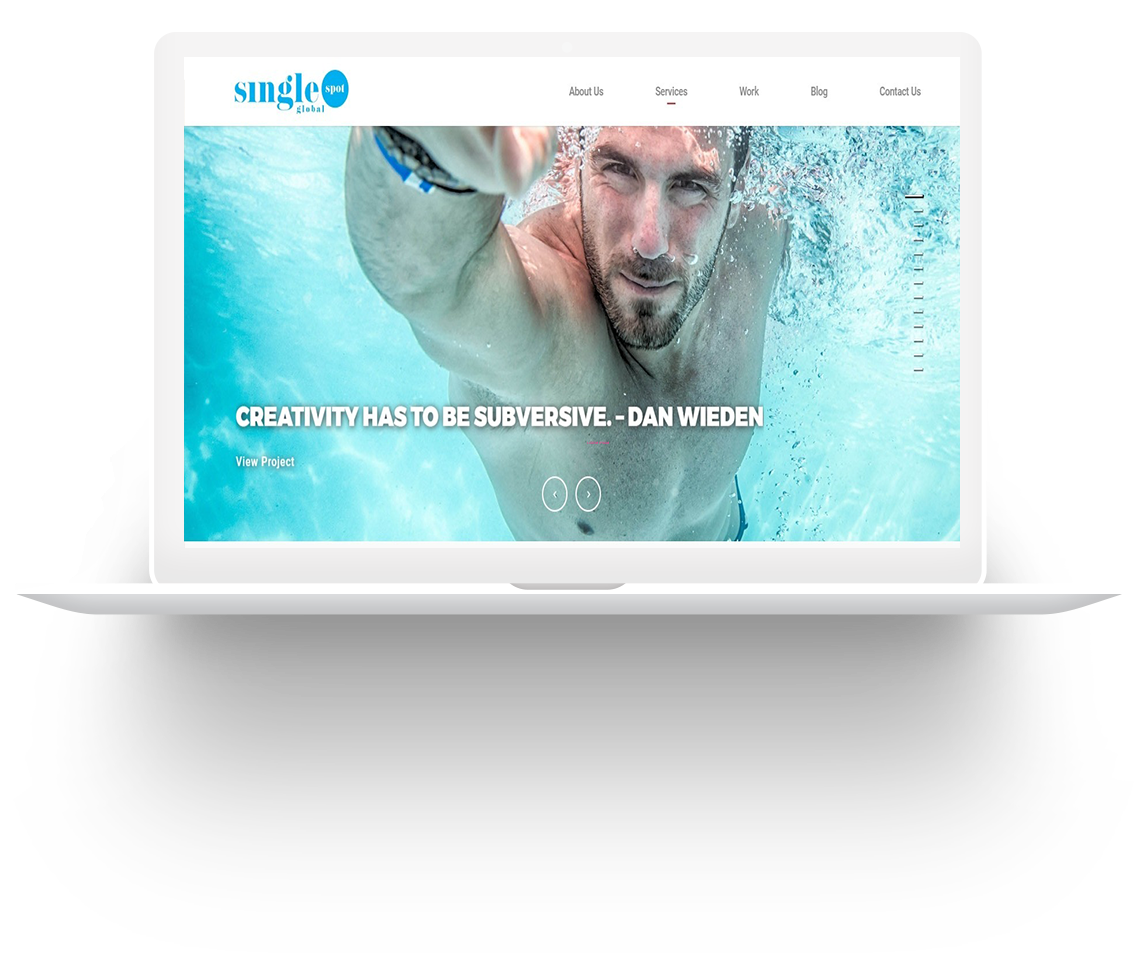 single spot
global
About Us Services Work Blog Contact Us
CREATIVITY HAS TO BE SUBVERSIVE. – DAN WIEDEN
View Project